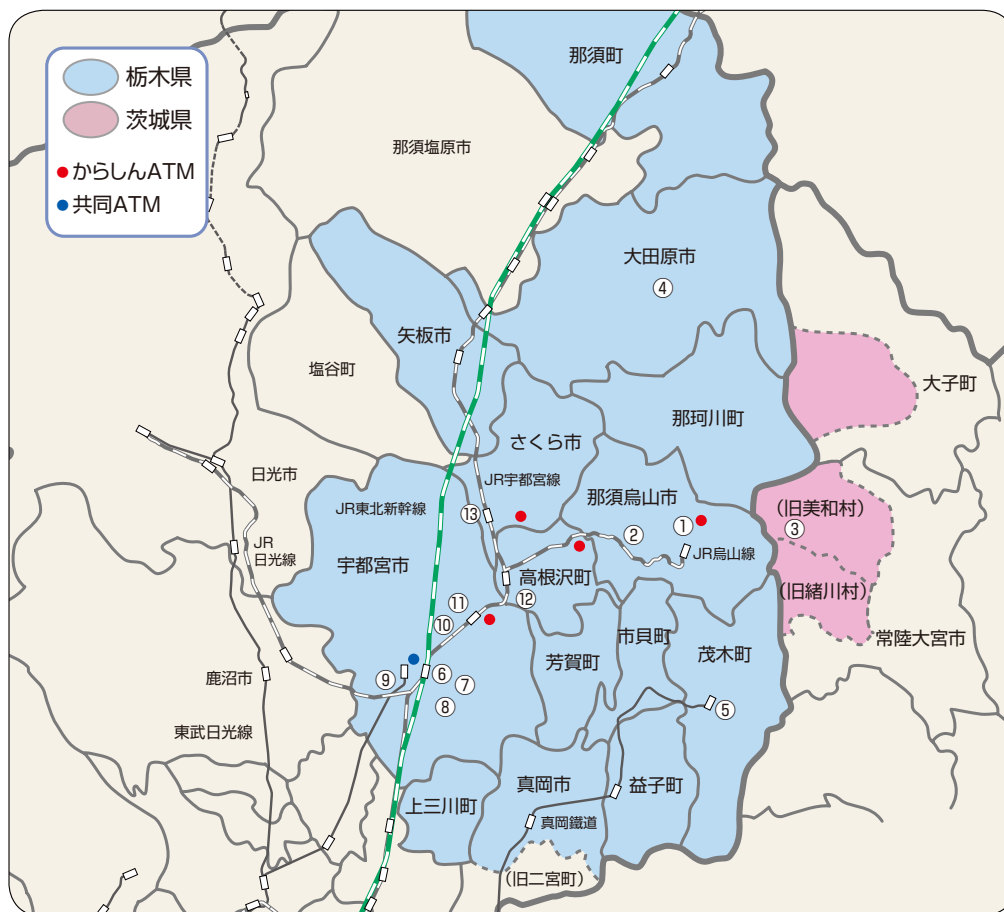 栃木県
茨城県
からしんATM
共同ATM
那須町
那須塩原市
大田原市
④
矢板市
塩谷町
大子町
那珂川町
さくら市
日光市
JR宇都宮線
那須烏山市
(旧美和村)
③
JR東北新幹線
⑬
②
①
JR烏山線
JR
日光線
宇都宮市
高根沢町
(旧緒川村)
⑫
⑪
⑩
市貝町
常陸大宮市
芳賀町
茂木町
鹿沼市
⑨
⑥
⑦
⑧
⑤
東武日光線
真岡市
益子町
上三川町
真岡鐵道
(旧二宮町)